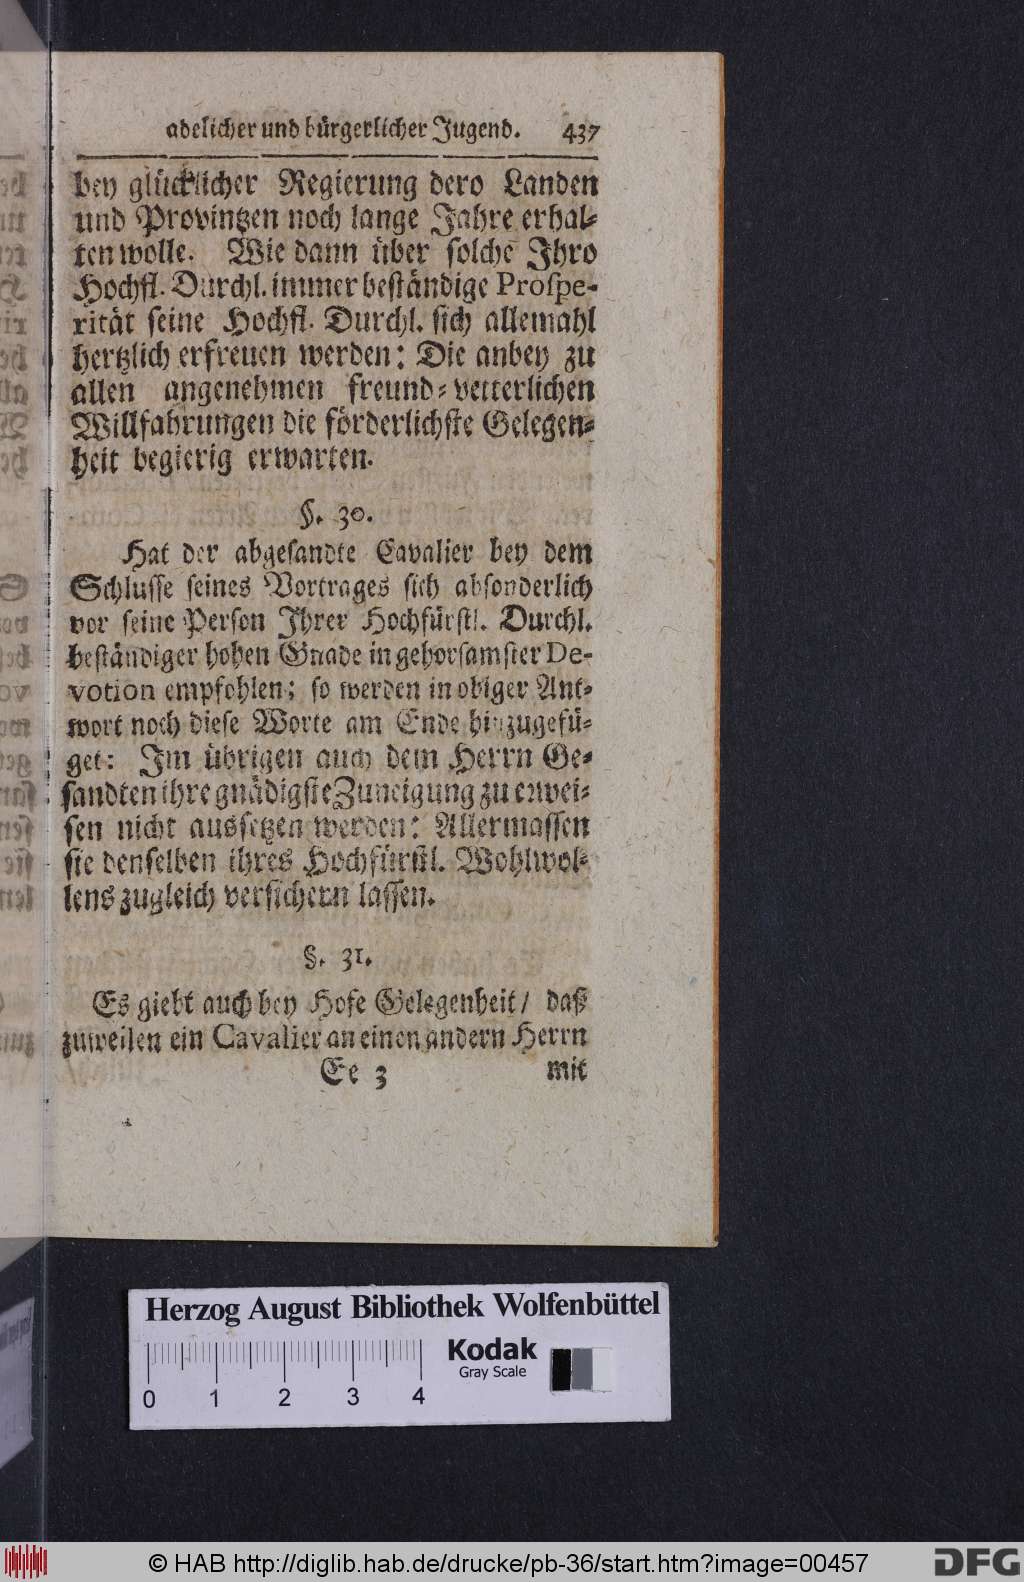 adelicher und bürgerlicher Jugend. 437
bey glücklicher Regierung dero Landen
und Provintzen noch lange Jahre erhal-
ten wolle. Wie dann über solche Ihro
Hochfl. Durchl. immer beständige Prospe-
rität seine Hochfl. Durchl. sich allemahl
hertzlich erfreuen werden: Die anbey zu
allen angenehmen freund-vetterlichen
Willfahrungen die förderlichste Gelegen-
heit begierig erwarten.
§. 30.
Hat der abgesandte Cavalier bey dem
Schlusse seines Vortrages sich absonderlich
vor seine Person Ihrer Hochfürstl. Durchl.
beständiger hohen Gnade in gehorsamster De-
votion empfohlen; so werden in obiger Ant-
wort noch diese Worte am Ende hinzugefü-
get: Im übrigen auch dem Herrn Ge-
sandten ihre gnädigste Zuneigung zu erwei-
sen nicht aussetzen werden: Allermassen
sie denselben ihres Hochfürstl. Wohlwol-
lens zugleich versichern lassen.
§. 31.
Es giebt auch bey Hofe Gelegenheit / daß
zuweilen ein Cavalier an einen andern Herrn
Ee 3 mit
Herzog August Bibliothek Wolfenbüttel
Kodak
Gray Scale
0 1 2 3 4
© HAB http://diglib.hab.de/drucke/pb-36/start.htm?image=00457
DFG